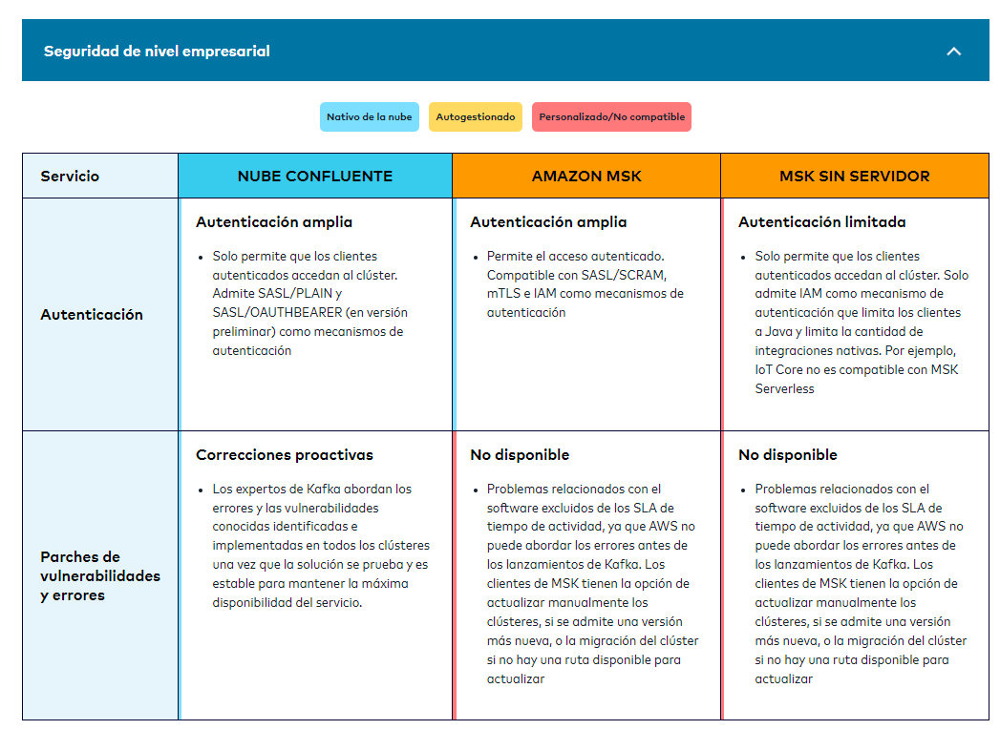 Seguridad de nivel empresarial
Nativo de la nube
Autogestionado
Personalizado/No compatible
Servicio
NUBE CONFLUENTE
AMAZON MSK
MSK SIN SERVIDOR
Autenticación
Autenticación amplia
Solo permite que los clientes
autenticados accedan al clúster.
Admite SASL/PLAIN y
SASL/OAUTHBEARER (en versión
preliminar) como mecanismos de
autenticación
Autenticación amplia
Permite el acceso autenticado.
Compatible con SASL/SCRAM,
mTLS e IAM como mecanismos de
autenticación
Autenticación limitada
Solo permite que los clientes
autenticados accedan al clúster. Solo
admite IAM como mecanismo de
autenticación que limita los clientes
a Java y limita la cantidad de
integraciones nativas. Por ejemplo,
IoT Core no es compatible con MSK
Serverless
Parches de
vulnerabilidades
y errores
Correcciones proactivas
Los expertos de Kafka abordan los
errores y las vulnerabilidades
conocidas identificadas e
implementadas en todos los clústeres
una vez que la solución se prueba y es
estable para mantener la máxima
disponibilidad del servicio.
No disponible
Problemas relacionados con el
software excluidos de los SLA de
tiempo de actividad, ya que AWS no
puede abordar los errores antes de
los lanzamientos de Kafka. Los
clientes de MSK tienen la opción de
actualizar manualmente los
clústeres, si se admite una versión
más nueva, o la migración del clúster
si no hay una ruta disponible para
actualizar
No disponible
Problemas relacionados con el
software excluidos de los SLA de
tiempo de actividad, ya que AWS no
puede abordar los errores antes de
los lanzamientos de Kafka. Los
clientes de MSK tienen la opción de
actualizar manualmente los
clústeres, si se admite una versión
más nueva, o la migración del clúster
si no hay una ruta disponible para
actualizar